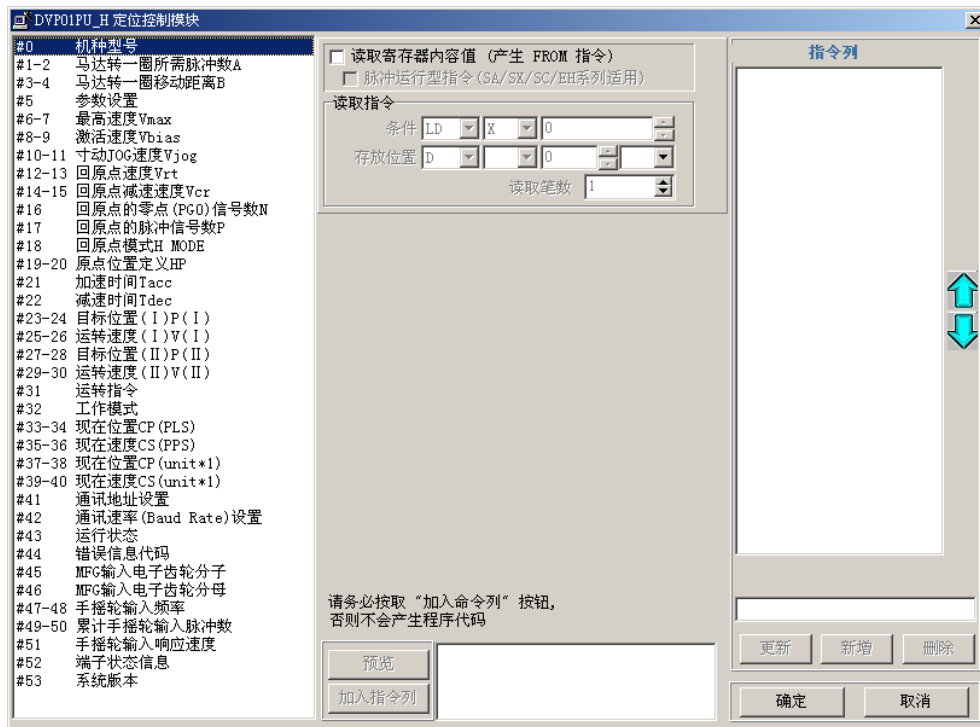 DVP01PU_H 定位控制模块
#0 机种型号
#1-2 马达转一圈所需脉冲数A
#3-4 马达转一圈移动距离B
#5 参数设置
#6-7 最高速度Vmax
#8-9 激活速度Vbias
#10-11 寸动JOG速度Vjog
#12-13 回原点速度Vrt
#14-15 回原点减速速度Vcr
#16 回原点的零点(PG0)信号数N
#17 回原点的脉冲信号数P
#18 回原点模式H MODE
#19-20 原点位置定义HP
#21 加速时间Tacc
#22 减速时间Tdec
#23-24 目标位置(Ⅰ)P(Ⅰ)
#25-26 运转速度(Ⅰ)V(Ⅰ)
#27-28 目标位置(Ⅱ)P(Ⅱ)
#29-30 运转速度(Ⅱ)V(Ⅱ)
#31 运转指令
#32 工作模式
#33-34 现在位置CP(PLS)
#35-36 现在速度CS(PPS)
#37-38 现在位置CP(unit*1)
#39-40 现在速度CS(unit*1)
#41 通讯地址设置
#42 通讯速率(Baud Rate)设置
#43 运行状态
#44 错误信息代码
#45 MFG输入电子齿轮分子
#46 MFG输入电子齿轮分母
#47-48 手摇轮输入频率
#49-50 累计手摇轮输入脉冲数
#51 手摇轮输入响应速度
#52 端子状态信息
#53 系统版本
读取寄存器内容值 (产生 FROM 指令)
脉冲运行型指令(SA/SX/SC/EH系列适用)
读取指令
条件 LD X 0
存放位置 D 0
读取笔数 1
请务必按取 “加入命令列” 按钮,
否则不会产生程序代码
预览
加入指令列
指令列
更新 新增 删除
确定 取消